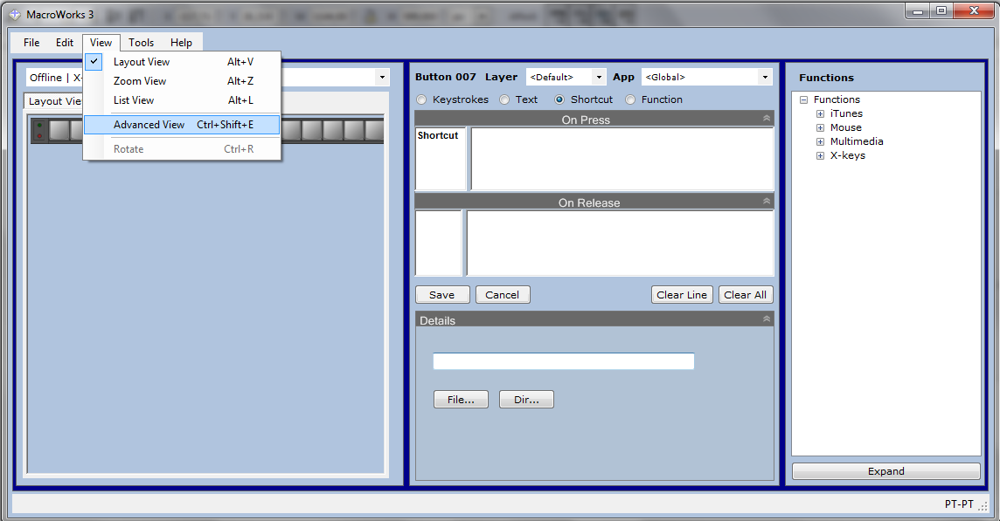 MacroWorks 3
File Edit View Tools Help
Layout View Alt+V
Zoom View Alt+Z
List View Alt+L
Advanced View Ctrl+Shift+E
Rotate Ctrl+R
Offline | X-
Layout Vie
Button 007 Layer <Default> App <Global>
Keystrokes Text Shortcut Function
On Press
Shortcut
On Release
Save Cancel Clear Line Clear All
Details
File... Dir...
Functions
Functions
iTunes
Mouse
Multimedia
X-keys
Expand
PT-PT